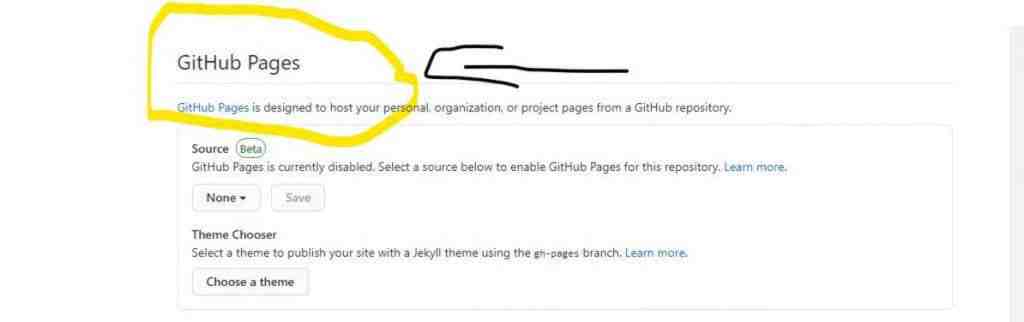 GitHub Pages
GitHub Pages is designed to host your personal, organization, or project pages from a GitHub repository.
Source Beta
GitHub Pages is currently disabled. Select a source below to enable GitHub Pages for this repository. Learn more.
None Save
Theme Chooser
Select a theme to publish your site with a Jekyll theme using the gh-pages branch. Learn more.
Choose a theme